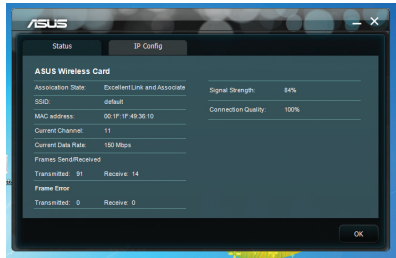 ASUS
Status IP Config
ASUS Wireless Card
Assoication State: Excellent Link and Associate
SSID: default
MAC address: 00:1F:1F:49:36:10
Current Channel: 11
Current Data Rate: 150 Mbps
Frames Send/Received
Transmitted: 91 Receive: 14
Frame Error
Transmitted: 0 Receive: 0
Signal Strength: 84%
Connection Quality: 100%
OK